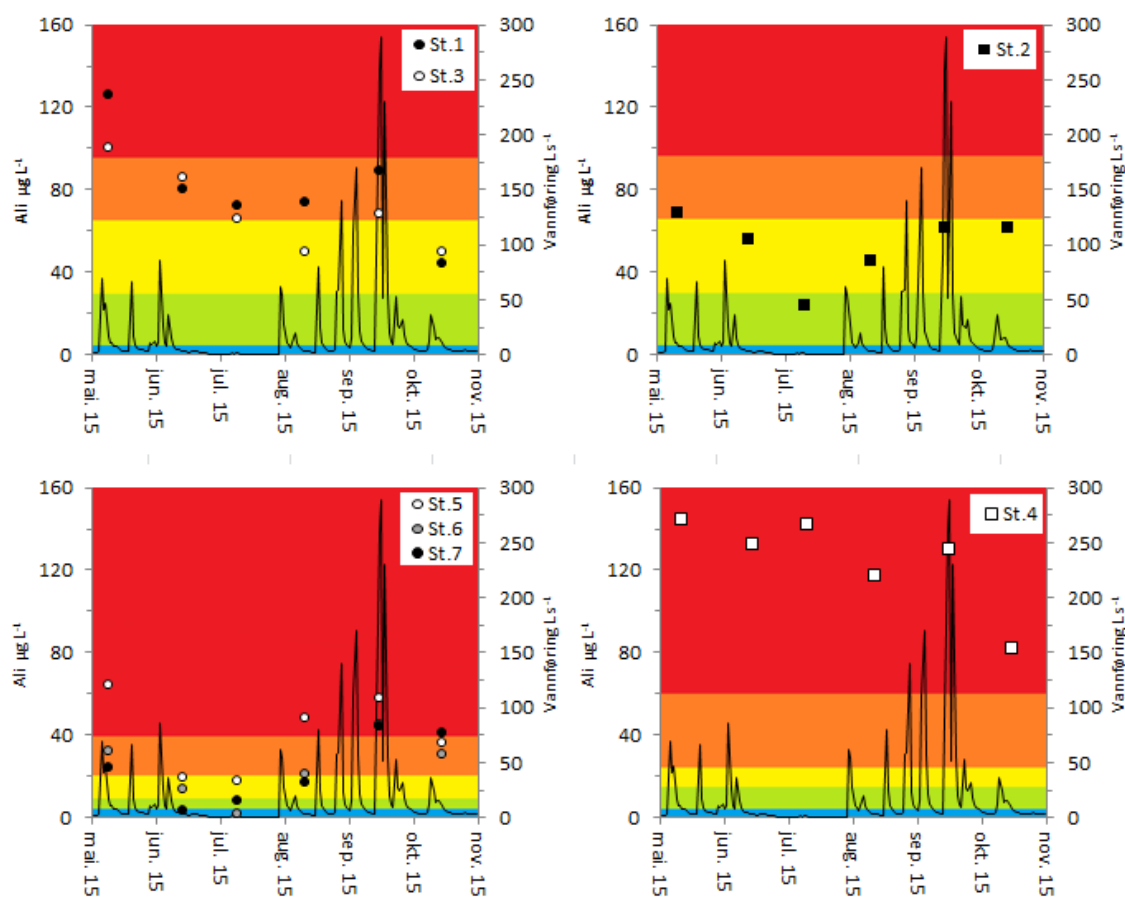 160
120
80
40
0
Ali µg L⁻¹
300
250
200
150
100
50
0
Vannføring L s⁻¹
St.1
St.3
mai. 15
jun. 15
jul. 15
aug. 15
sep. 15
okt. 15
nov. 15
160
120
80
40
0
Ali µg L⁻¹
300
250
200
150
100
50
0
Vannføring L s⁻¹
St.2
mai. 15
jun. 15
jul. 15
aug. 15
sep. 15
okt. 15
nov. 15
160
120
80
40
0
Ali µg L⁻¹
300
250
200
150
100
50
0
Vannføring L s⁻¹
St.5
St.6
St.7
mai. 15
jun. 15
jul. 15
aug. 15
sep. 15
okt. 15
nov. 15
160
120
80
40
0
Ali µg L⁻¹
300
250
200
150
100
50
0
Vannføring L s⁻¹
St.4
mai. 15
jun. 15
jul. 15
aug. 15
sep. 15
okt. 15
nov. 15